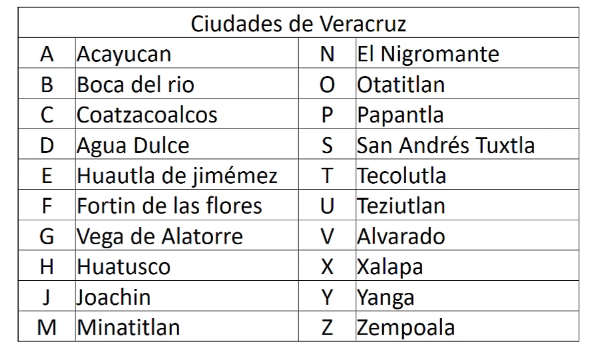 Ciudades de Veracruz
A Acayucan N El Nigromante
B Boca del rio O Otatitlan
C Coatzacoalcos P Papantla
D Agua Dulce S San Andrés Tuxtla
E Huautla de jimémez T Tecolutla
F Fortin de las flores U Teziutlan
G Vega de Alatorre V Alvarado
H Huatusco X Xalapa
J Joachin Y Yanga
M Minatitlan Z Zempoala